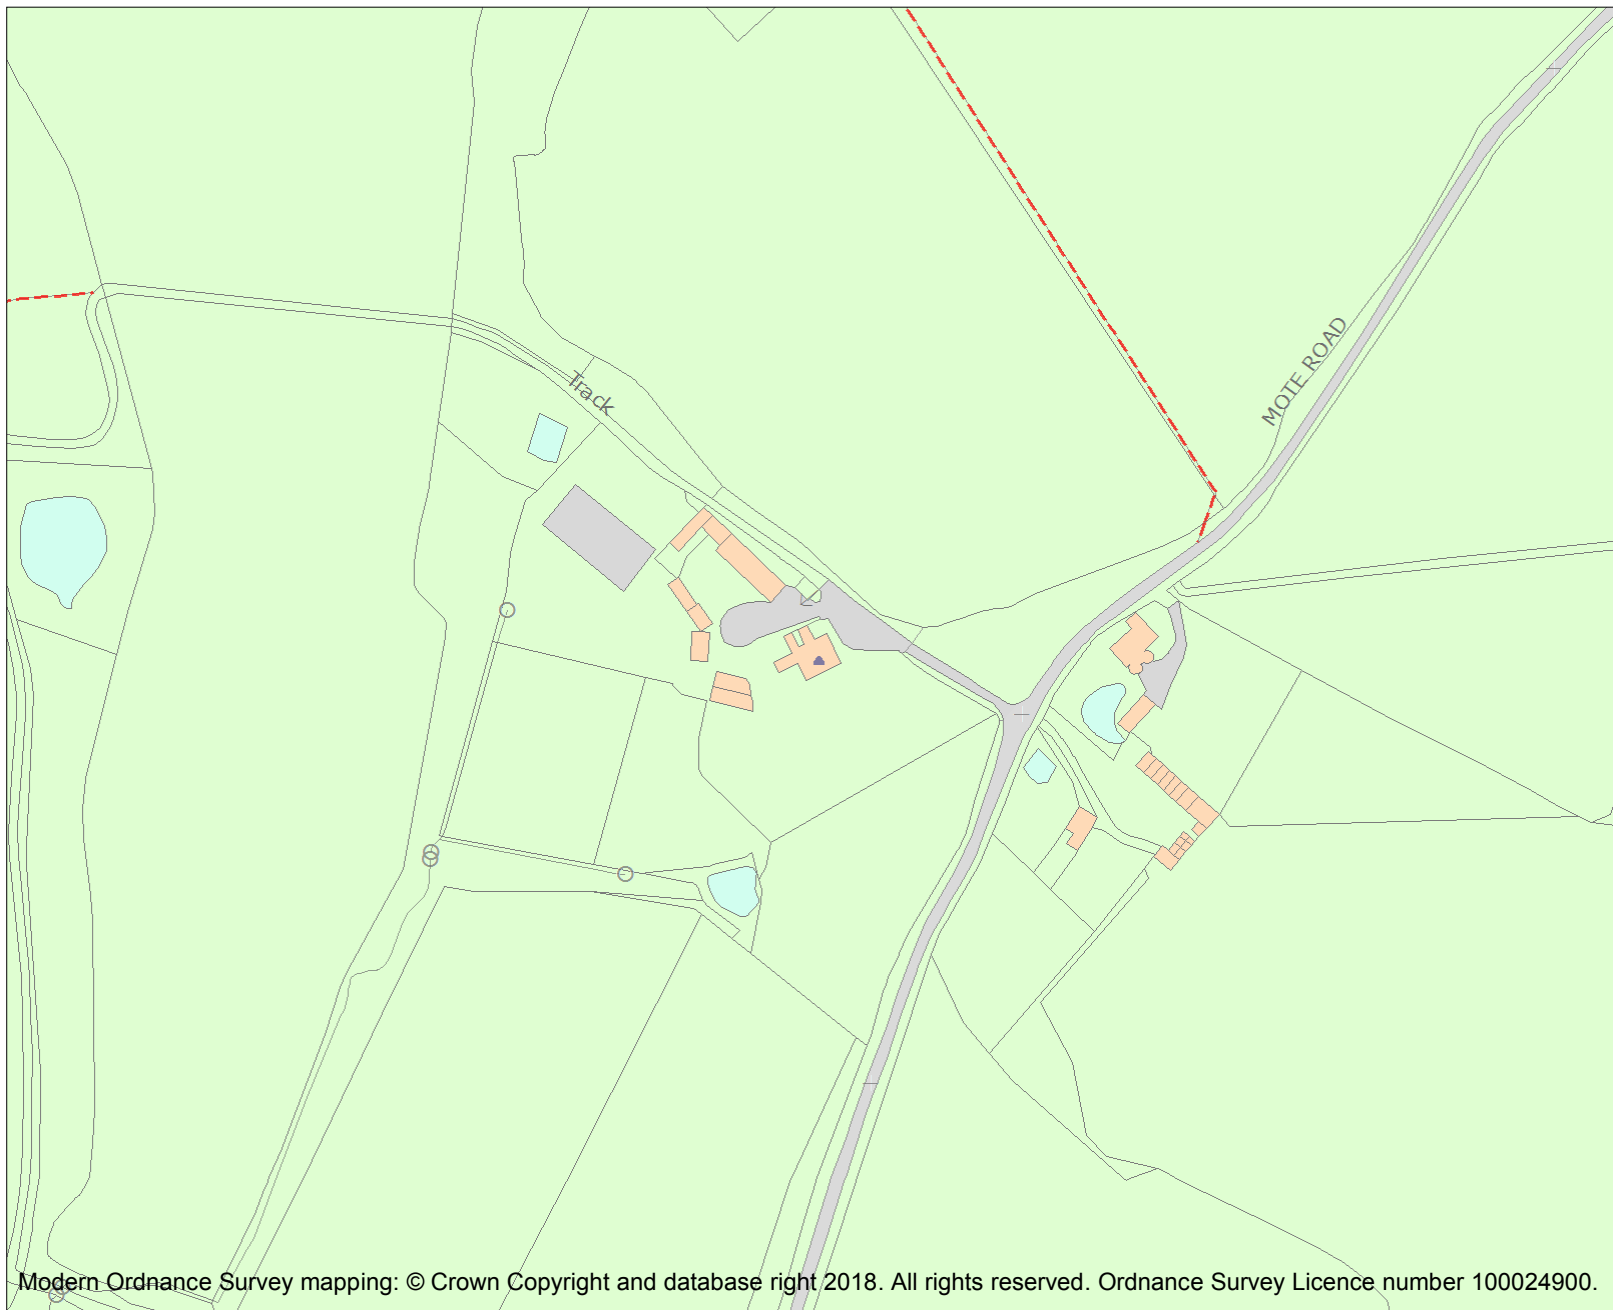 MOTE ROAD
Track
Modern Ordnance Survey mapping: © Crown Copyright and database right 2018. All rights reserved. Ordnance Survey Licence number 100024900.